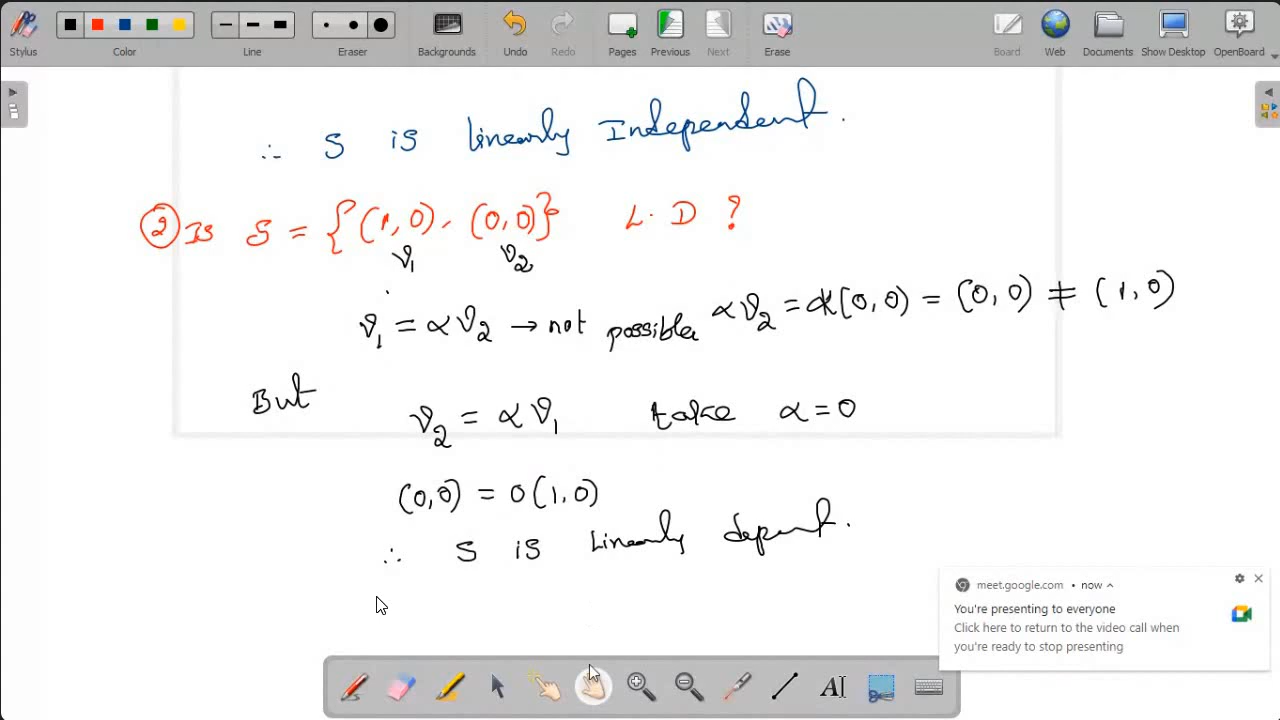 Stylus Color Line Eraser Backgrounds Undo Redo Pages Previous Next Erase Board Web Documents Show Desktop OpenBoard
∴ S is linearly Independent.
② Is S = {(1,0), (0,0)} L.D ?
v₁ v₂
v₁ = αv₂ → not possible αv₂ = α(0,0) = (0,0) ≠ (1,0)
But v₂ = αv₁ take α = 0
(0,0) = 0(1,0)
∴ S is Linearly depent.
meet.google.com • now
You're presenting to everyone
Click here to return to the video call when
you're ready to stop presenting
AI